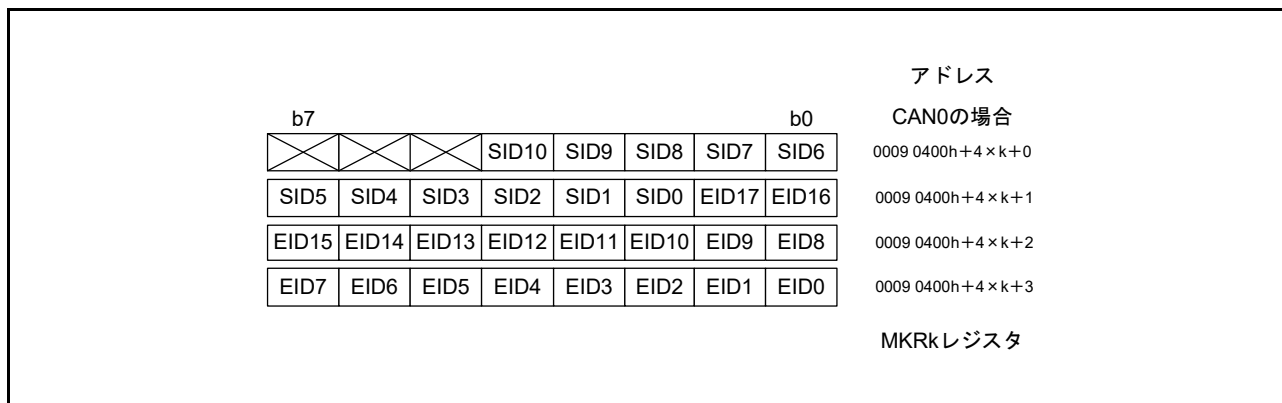 アドレス
b7 b0 CAN0の場合
SID10 SID9 SID8 SID7 SID6 0009 0400h+4×k+0
SID5 SID4 SID3 SID2 SID1 SID0 EID17 EID16 0009 0400h+4×k+1
EID15 EID14 EID13 EID12 EID11 EID10 EID9 EID8 0009 0400h+4×k+2
EID7 EID6 EID5 EID4 EID3 EID2 EID1 EID0 0009 0400h+4×k+3
MKRkレジスタ